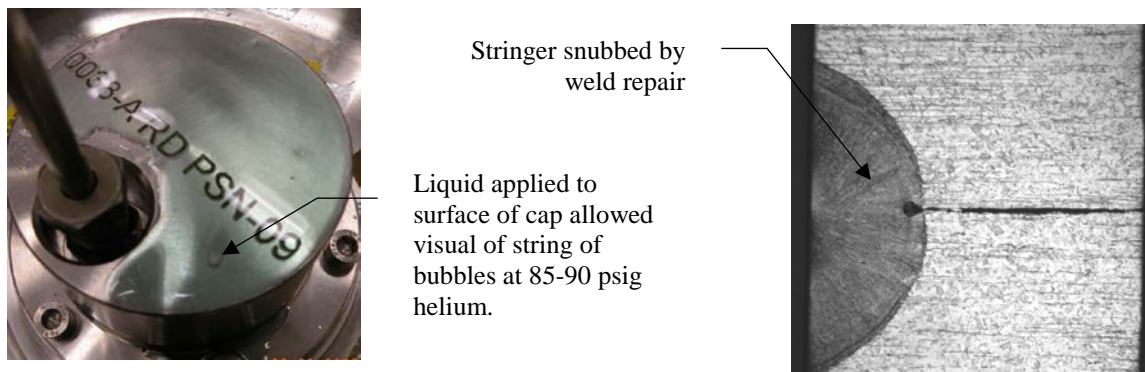 RD PSN-09
Stringer snubbed by
weld repair
Liquid applied to
surface of cap allowed
visual of string of
bubbles at 85-90 psig
helium.